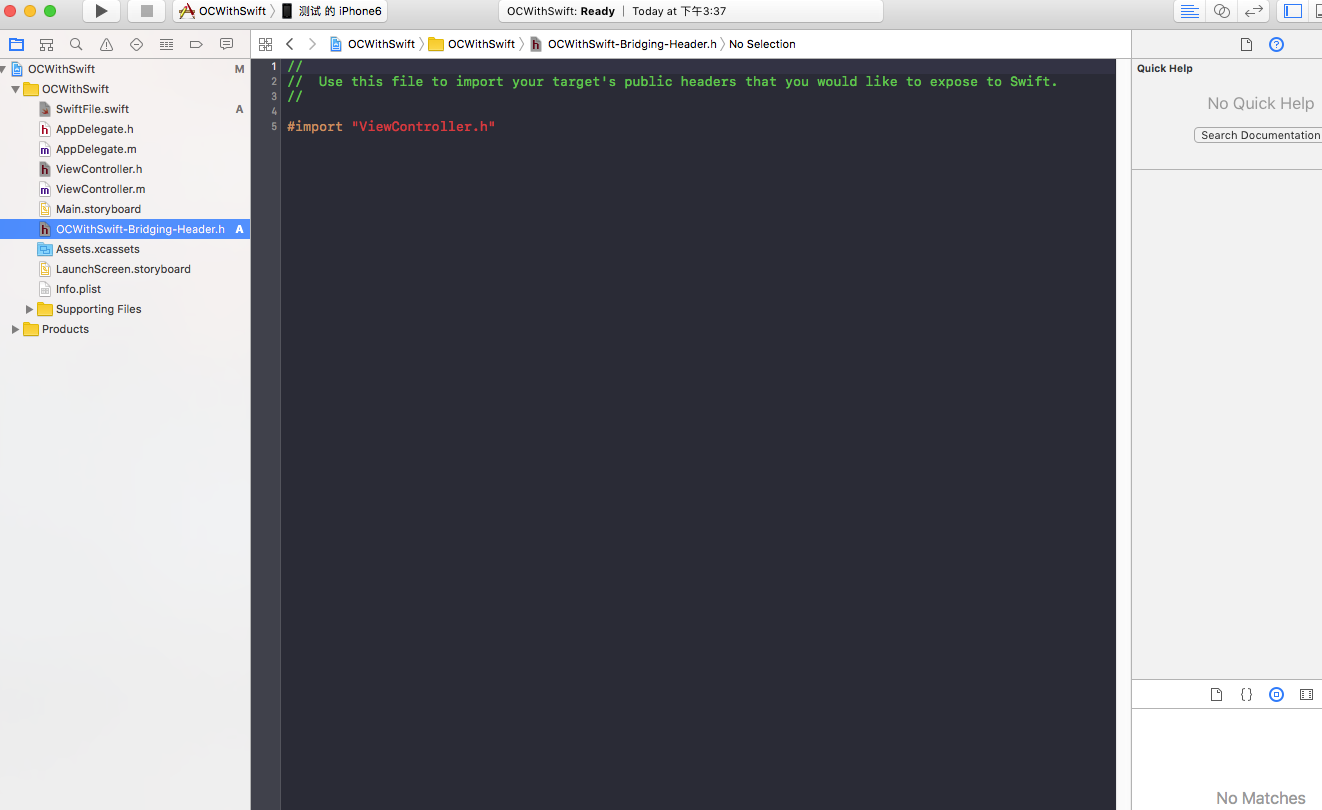 OCWithSwift 〉 测试 的 iPhone6
OCWithSwift: Ready | Today at 下午3:37
OCWithSwift 〉 OCWithSwift 〉 OCWithSwift-Bridging-Header.h 〉 No Selection
OCWithSwift M
OCWithSwift
SwiftFile.swift A
AppDelegate.h
AppDelegate.m
ViewController.h
ViewController.m
Main.storyboard
OCWithSwift-Bridging-Header.h A
Assets.xcassets
LaunchScreen.storyboard
Info.plist
Supporting Files
Products
1 //
2 //  Use this file to import your target's public headers that you would like to expose to Swift.
3 //
4
5 #import "ViewController.h"
Quick Help
No Quick Help
Search Documentation
{}
No Matches